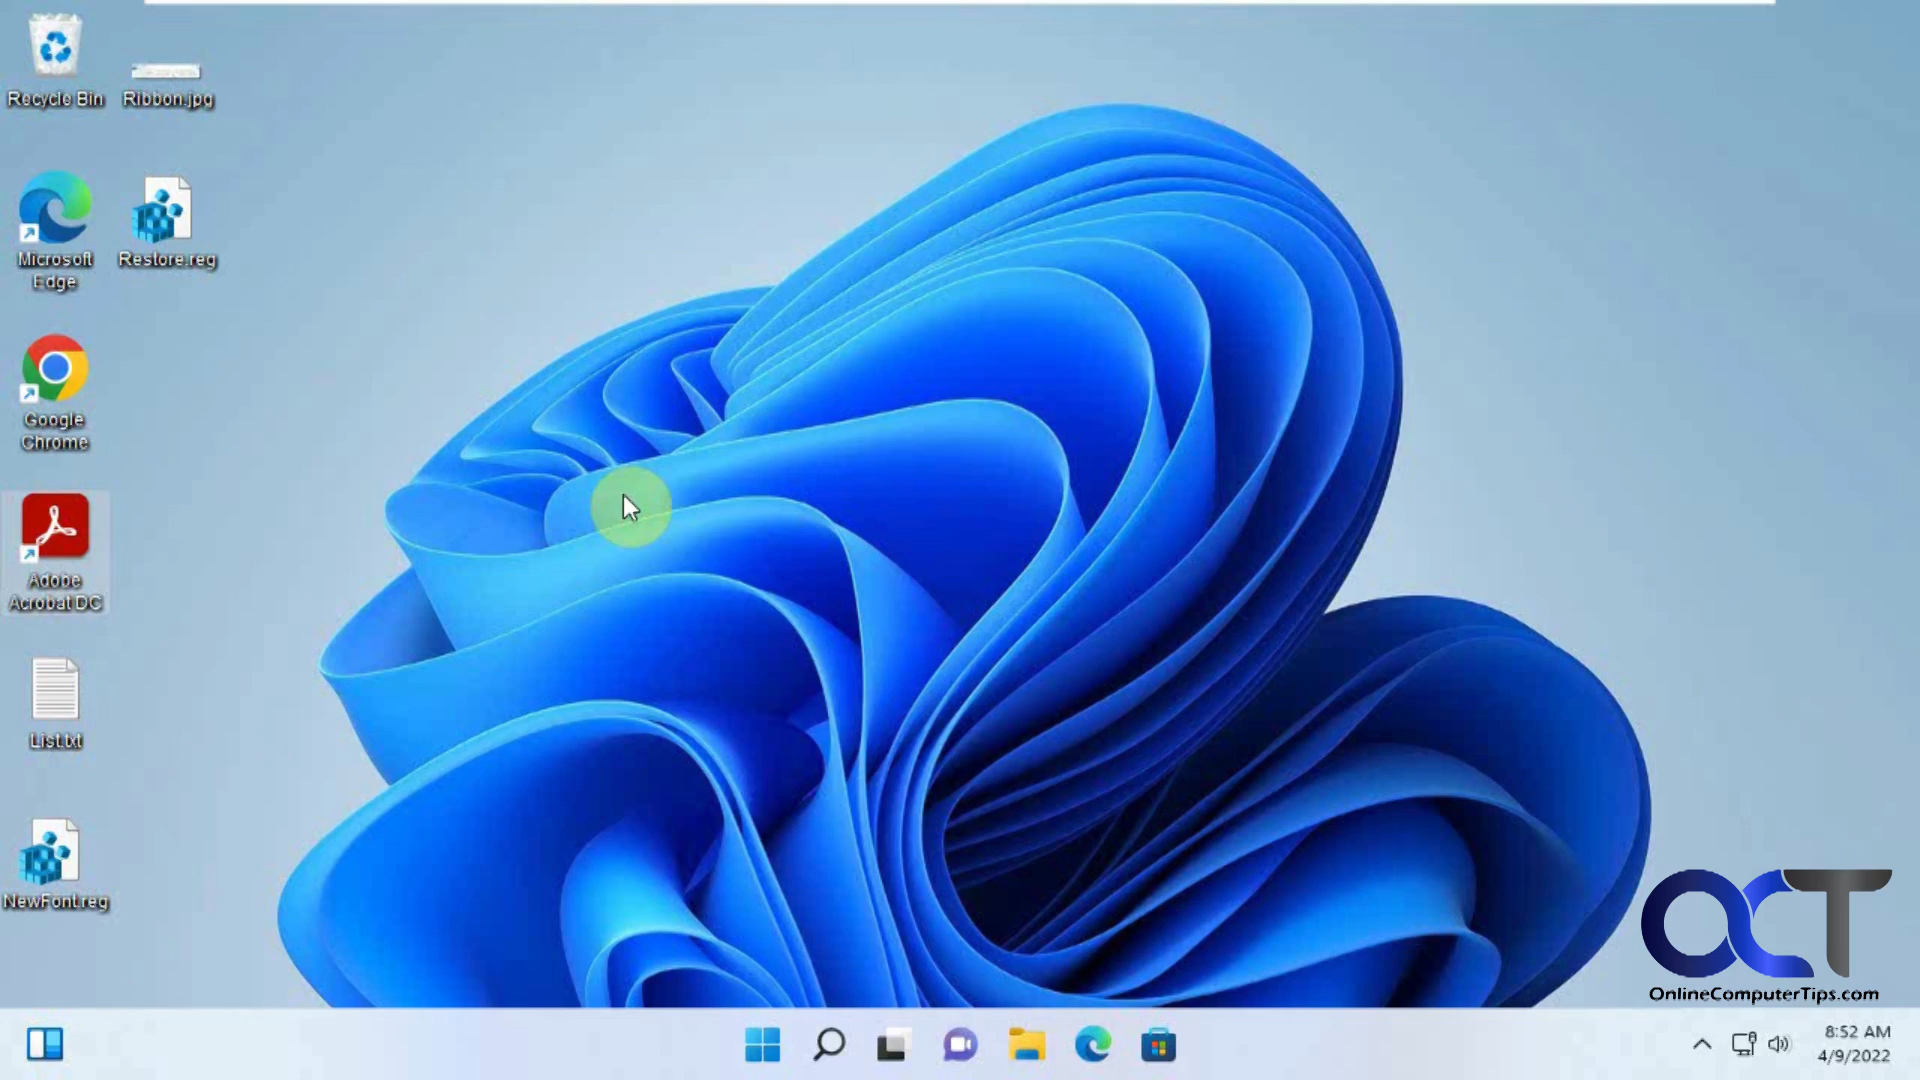 Recycle Bin
Ribbon.jpg
Microsoft
Edge
Restore.reg
Google
Chrome
Adobe
Acrobat DC
List.txt
NewFont.reg
OCT
OnlineComputerTips.com
8:52 AM
4/9/2022